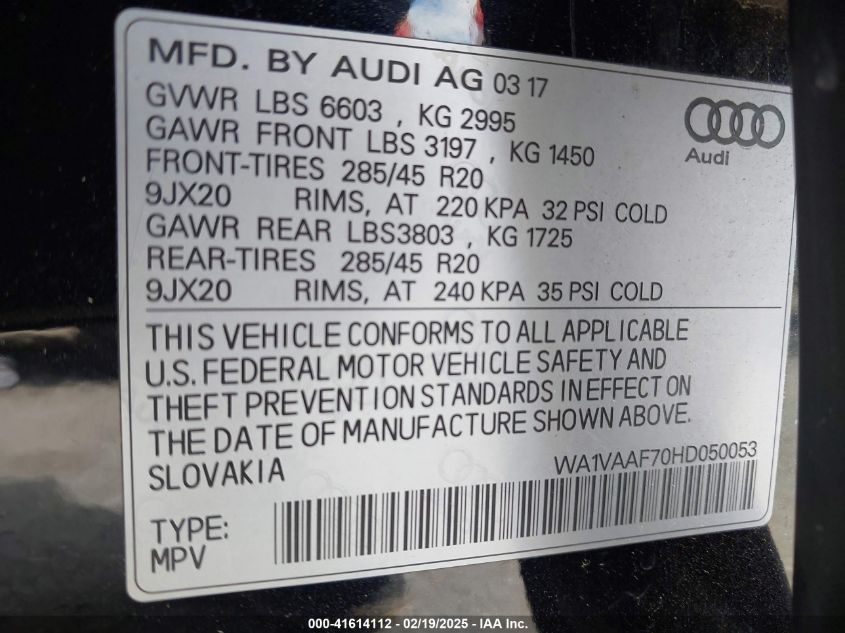 MFD. BY AUDI AG 03 17
GVWR LBS 6603 , KG 2995
GAWR FRONT LBS 3197 , KG 1450
FRONT-TIRES 285/45 R20
9JX20 RIMS, AT 220 KPA 32 PSI COLD
GAWR REAR LBS3803 , KG 1725
REAR-TIRES 285/45 R20
9JX20 RIMS, AT 240 KPA 35 PSI COLD
Audi
THIS VEHICLE CONFORMS TO ALL APPLICABLE
U.S. FEDERAL MOTOR VEHICLE SAFETY AND
THEFT PREVENTION STANDARDS IN EFFECT ON
THE DATE OF MANUFACTURE SHOWN ABOVE.
SLOVAKIA WA1VAAF70HD050053
TYPE:
MPV
000-41614112 - 02/19/2025 - IAA Inc.